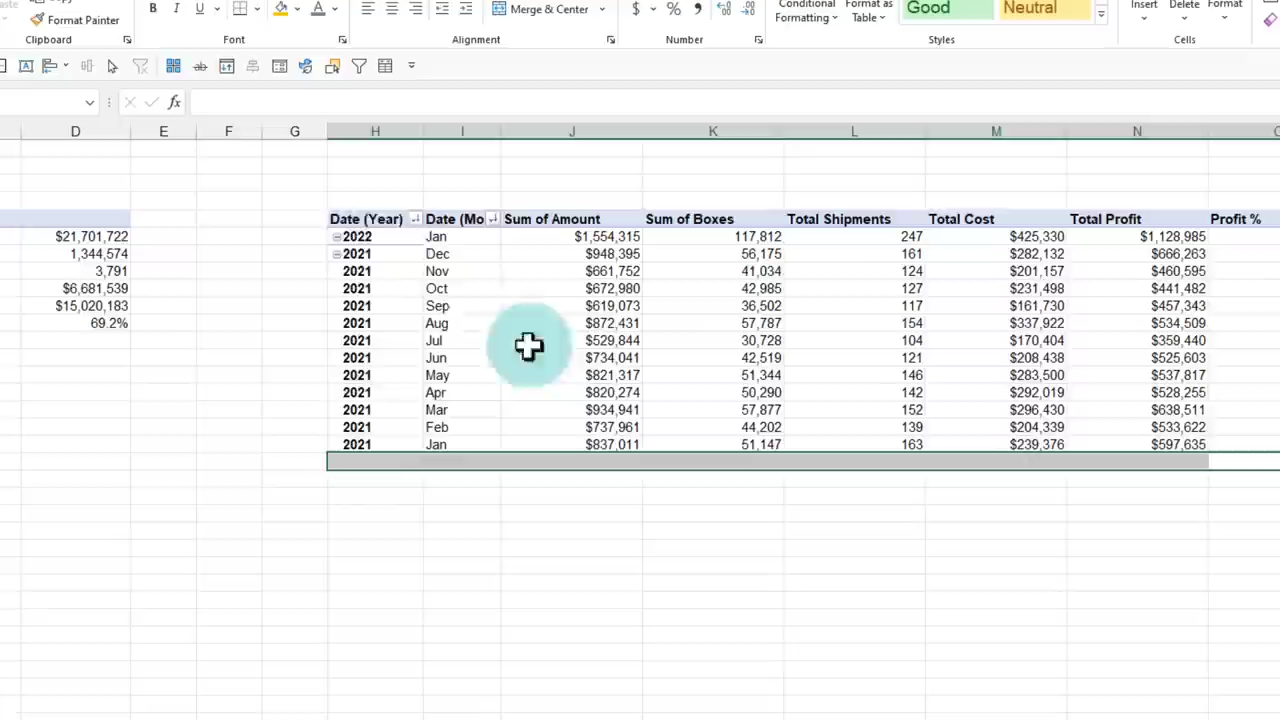 Format Painter
B I U
A
Merge & Center
$ % 9
Conditional Formatting
Format as Table
Good
Neutral
Insert
Delete
Format
Clipboard
Font
Alignment
Number
Styles
Cells
fx
D E F G H I J K L M N
Date (Year) Date (Mo Sum of Amount Sum of Boxes Total Shipments Total Cost Total Profit Profit %
$21,701,722 2022 Jan $1,554,315 117,812 247 $425,330 $1,128,985
1,344,574 2021 Dec $948,395 56,175 161 $282,132 $666,263
3,791 2021 Nov $661,752 41,034 124 $201,157 $460,595
$6,681,539 2021 Oct $672,980 42,985 127 $231,498 $441,482
$15,020,183 2021 Sep $619,073 36,502 117 $161,730 $457,343
69.2% 2021 Aug $872,431 57,787 154 $337,922 $534,509
2021 Jul $529,844 30,728 104 $170,404 $359,440
2021 Jun $734,041 42,519 121 $208,438 $525,603
2021 May $821,317 51,344 146 $283,500 $537,817
2021 Apr $820,274 50,290 142 $292,019 $528,255
2021 Mar $934,941 57,877 152 $296,430 $638,511
2021 Feb $737,961 44,202 139 $204,339 $533,622
2021 Jan $837,011 51,147 163 $239,376 $597,635